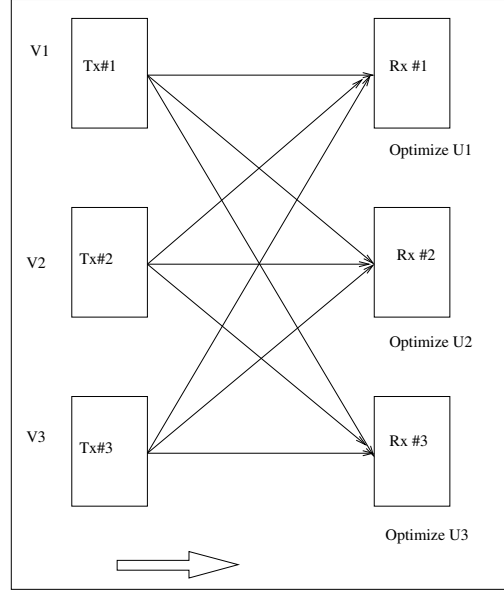 V1
Tx#1
Rx #1
Optimize U1
V2
Tx#2
Rx #2
Optimize U2
V3
Tx#3
Rx #3
Optimize U3